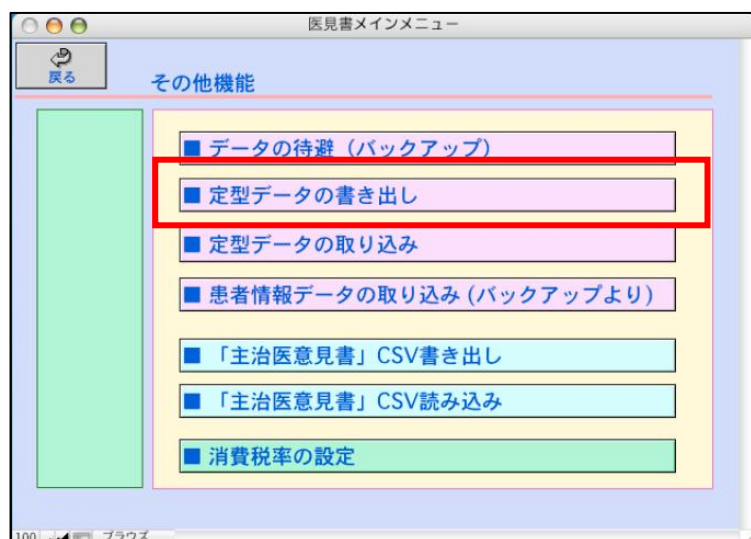 医見書メインメニュー
戻る
その他機能
■ データの待避（バックアップ）
■ 定型データの書き出し
■ 定型データの取り込み
■ 患者情報データの取り込み (バックアップより)
■ 「主治医意見書」CSV書き出し
■ 「主治医意見書」CSV読み込み
■ 消費税率の設定
100 ブラウズ